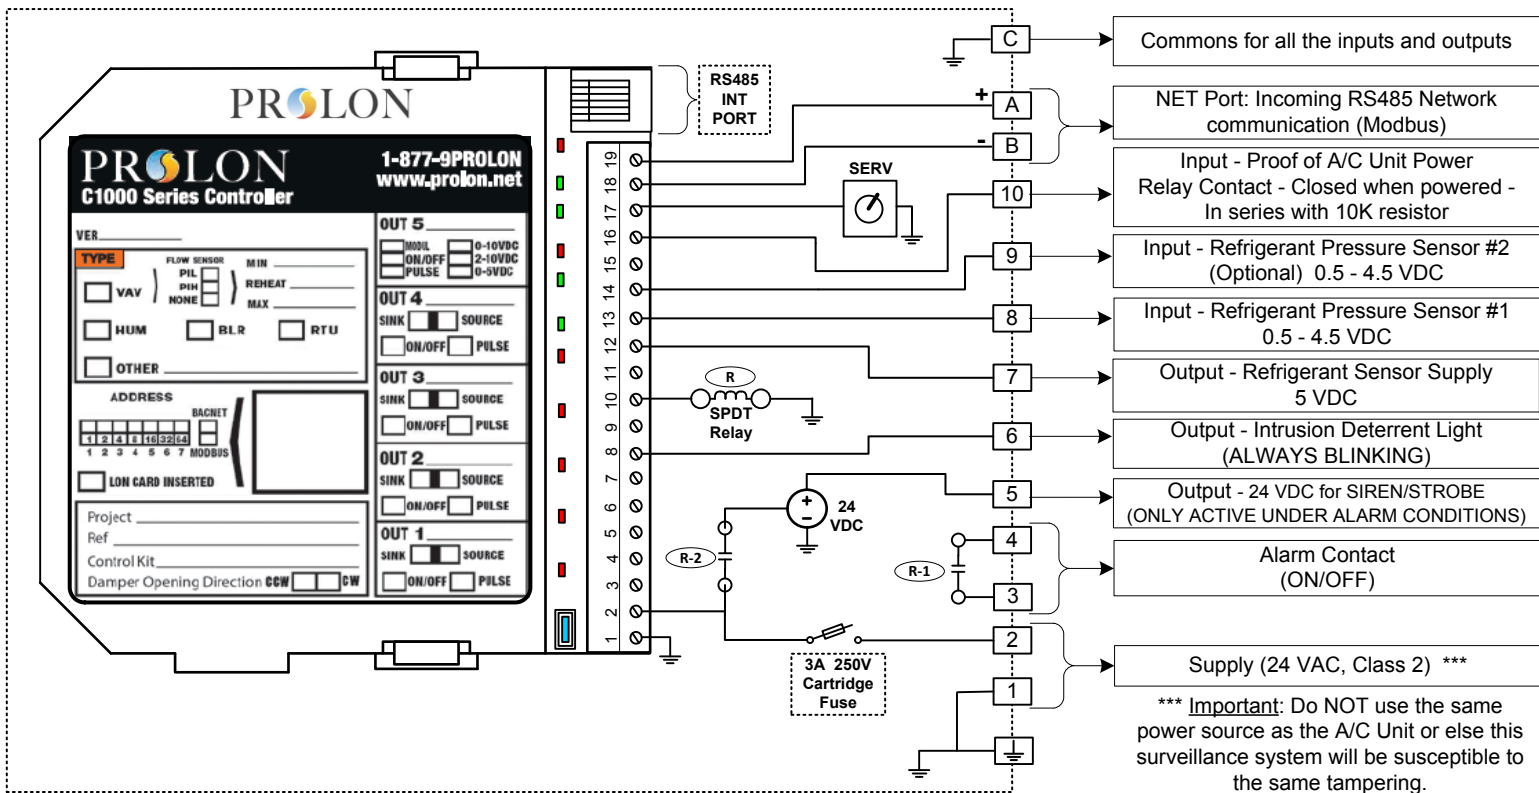 PROLON
PROLON
C1000 Series Controller
1-877-9PROLON
www.prolon.net
VER.
TYPE
FLOW SENSOR
PIL
PIH
NONE
MIN
REHEAT
MAX
VAV
HUM
BLR
RTU
OTHER
ADDRESS
BACNET
1 2 4 8 16 32 64
1 2 3 4 5 6 7 MODBUS
LON CARD INSERTED
Project
Ref
Control Kit
Damper Opening Direction CCW CW
OUT 5
MODUL
ON/OFF
PULSE
0-10VDC
2-10VDC
0-5VDC
OUT 4
SINK SOURCE
ON/OFF PULSE
OUT 3
SINK SOURCE
ON/OFF PULSE
OUT 2
SINK SOURCE
ON/OFF PULSE
OUT 1
SINK SOURCE
ON/OFF PULSE
RS485
INT
PORT
19
18
17
16
15
14
13
12
11
10
9
8
7
6
5
4
3
2
1
SERV
R
SPDT
Relay
R-2
+
-
24
VDC
R-1
3A 250V
Cartridge
Fuse
C
+ A
- B
10
9
8
7
6
5
4
3
2
1
Commons for all the inputs and outputs
NET Port: Incoming RS485 Network
communication (Modbus)
Input - Proof of A/C Unit Power
Relay Contact - Closed when powered -
In series with 10K resistor
Input - Refrigerant Pressure Sensor #2
(Optional) 0.5 - 4.5 VDC
Input - Refrigerant Pressure Sensor #1
0.5 - 4.5 VDC
Output - Refrigerant Sensor Supply
5 VDC
Output - Intrusion Deterrent Light
(ALWAYS BLINKING)
Output - 24 VDC for SIREN/STROBE
(ONLY ACTIVE UNDER ALARM CONDITIONS)
Alarm Contact
(ON/OFF)
Supply (24 VAC, Class 2) ***
*** Important: Do NOT use the same
power source as the A/C Unit or else this
surveillance system will be susceptible to
the same tampering.